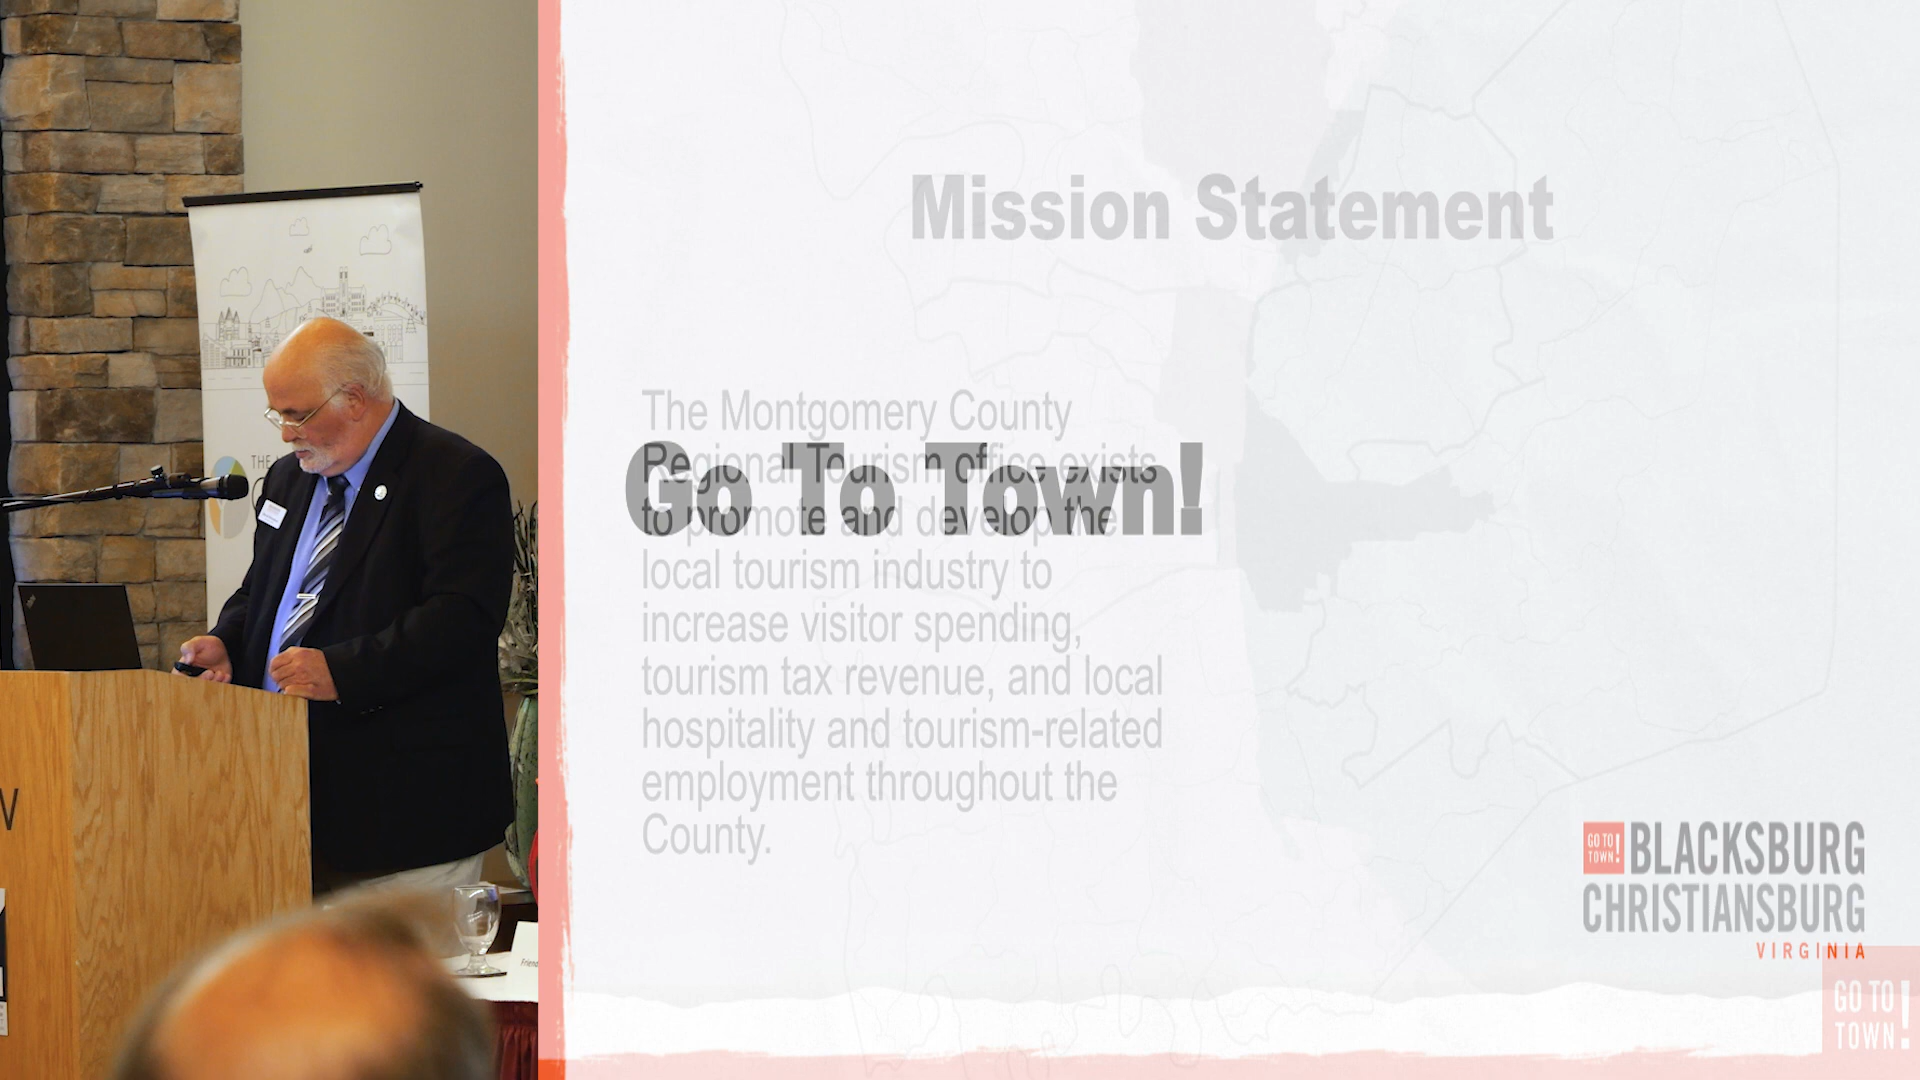 Mission Statement
The Montgomery County
Regional Tourism office exists
to promote and develop the
local tourism industry to
increase visitor spending,
tourism tax revenue, and local
hospitality and tourism-related
employment throughout the
County.
Go To Town!
GO TO
TOWN!
BLACKSBURG
CHRISTIANSBURG
VIRGINIA
GO TO
TOWN!
THE
Friend